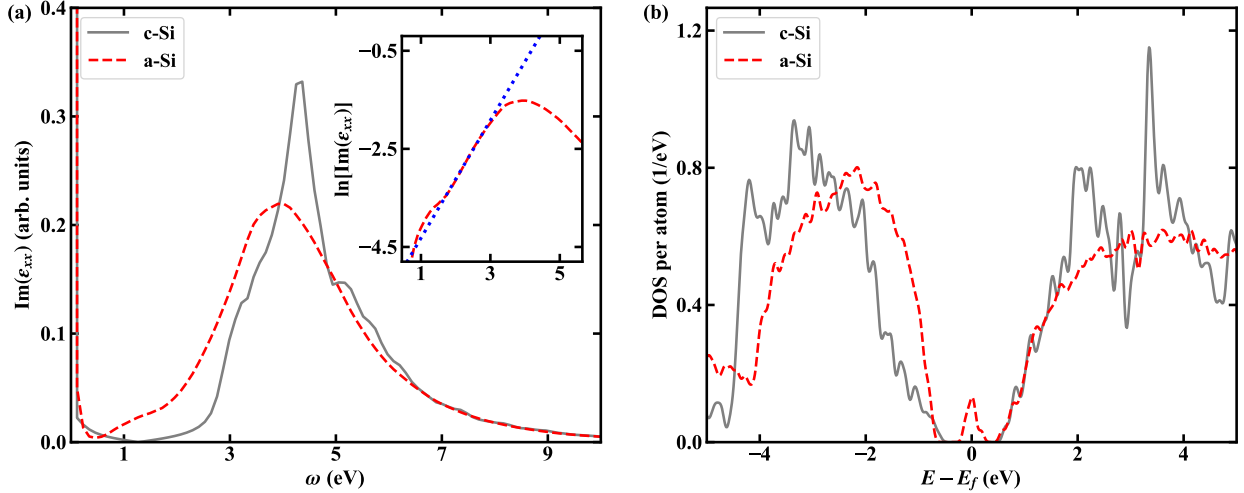 (a)
c-Si
a-Si
Im(ε_xx) (arb. units)
0.4
0.3
0.2
0.1
0.0
1
3
5
7
9
ω (eV)
ln[Im(ε_xx)]
−0.5
−2.5
−4.5
1
3
5
(b)
c-Si
a-Si
DOS per atom (1/eV)
1.2
0.8
0.4
0.0
−4
−2
0
2
4
E − E_f (eV)